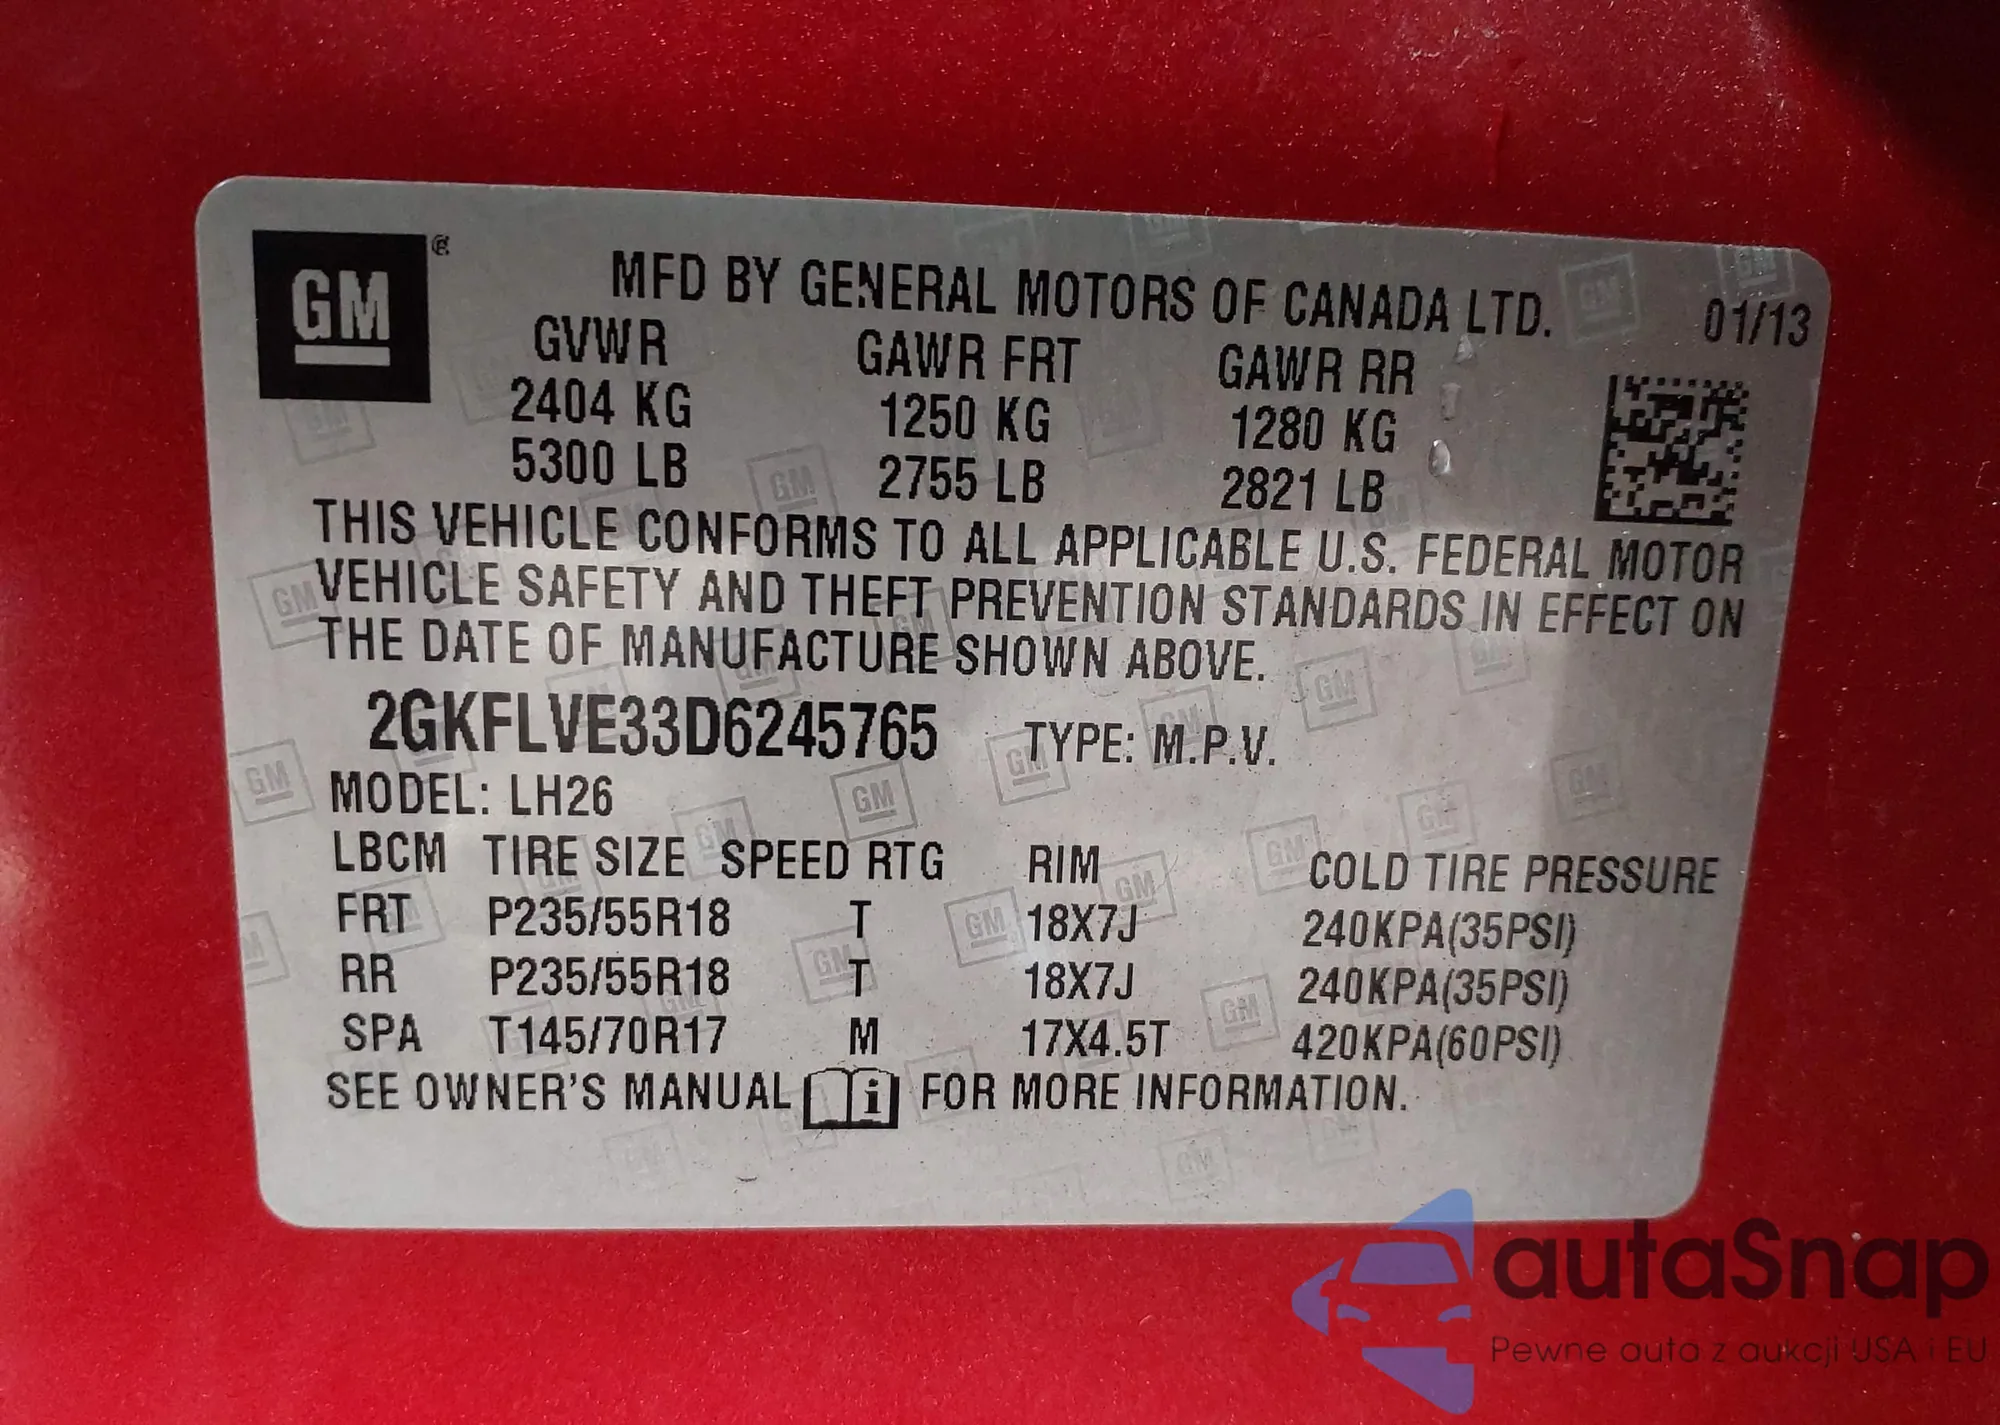 GM®
MFD BY GENERAL MOTORS OF CANADA LTD.
01/13
GVWR GAWR FRT GAWR RR
2404 KG 1250 KG 1280 KG
5300 LB 2755 LB 2821 LB
THIS VEHICLE CONFORMS TO ALL APPLICABLE U.S. FEDERAL MOTOR
VEHICLE SAFETY AND THEFT PREVENTION STANDARDS IN EFFECT ON
THE DATE OF MANUFACTURE SHOWN ABOVE.
2GKFLVE33D6245765 TYPE: M.P.V.
MODEL: LH26
LBCM TIRE SIZE SPEED RTG RIM COLD TIRE PRESSURE
FRT P235/55R18 T 18X7J 240KPA(35PSI)
RR P235/55R18 T 18X7J 240KPA(35PSI)
SPA T145/70R17 M 17X4.5T 420KPA(60PSI)
SEE OWNER'S MANUAL i FOR MORE INFORMATION.
autaSnap
Pewne auta z aukcji USA i EU